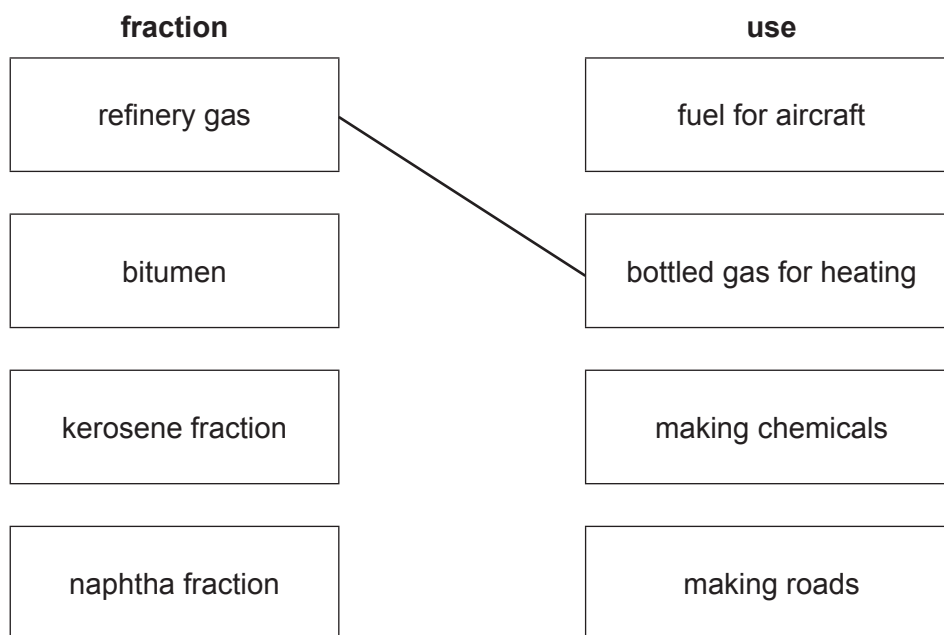 fraction
use
refinery gas
fuel for aircraft
bitumen
bottled gas for heating
kerosene fraction
making chemicals
naphtha fraction
making roads